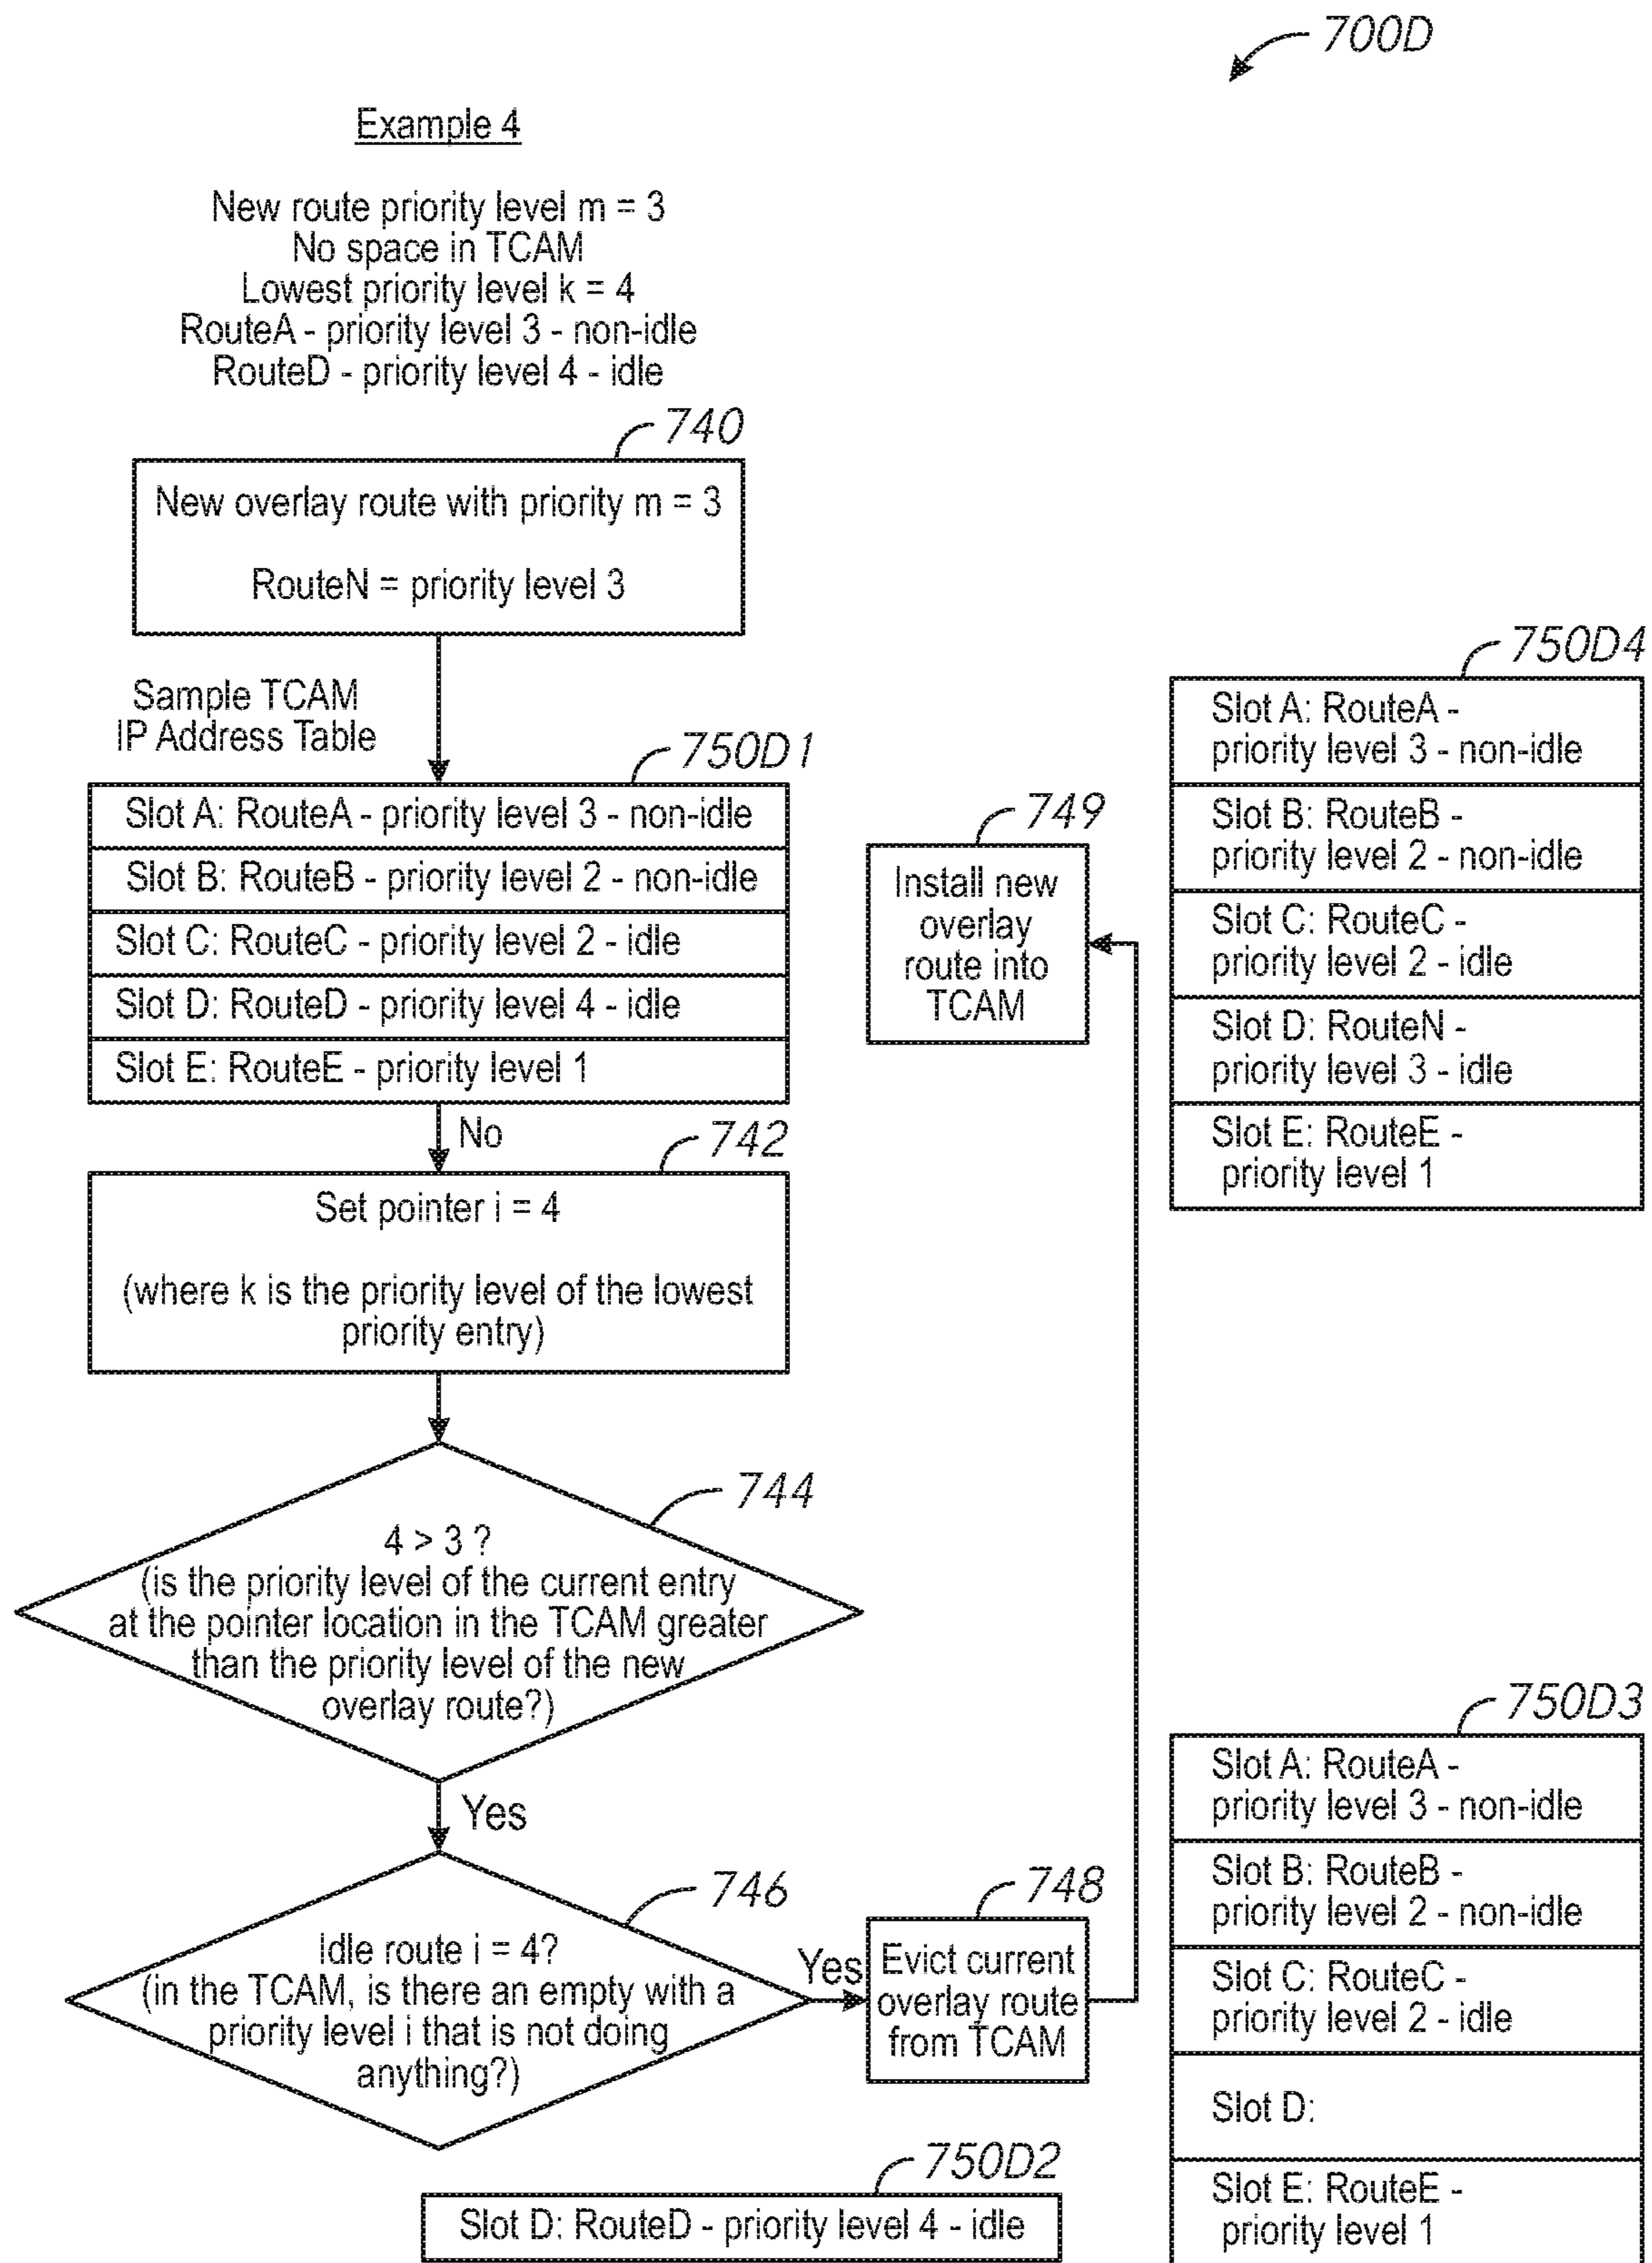 700D
Example 4
New route priority level m = 3
No space in TCAM
Lowest priority level k = 4
RouteA - priority level 3 - non-idle
RouteD - priority level 4 - idle
740
New overlay route with priority m = 3
RouteN = priority level 3
Sample TCAM
IP Address Table
750D1
Slot A: RouteA - priority level 3 - non-idle
Slot B: RouteB - priority level 2 - non-idle
Slot C: RouteC - priority level 2 - idle
Slot D: RouteD - priority level 4 - idle
Slot E: RouteE - priority level 1
No
742
Set pointer i = 4
(where k is the priority level of the lowest
priority entry)
744
4 > 3 ?
(is the priority level of the current entry
at the pointer location in the TCAM greater
than the priority level of the new
overlay route?)
Yes
746
Idle route i = 4?
(in the TCAM, is there an empty with a
priority level i that is not doing
anything?)
750D2
Slot D: RouteD - priority level 4 - idle
Yes
748
Evict current
overlay route
from TCAM
749
Install new
overlay
route into
TCAM
750D4
Slot A: RouteA -
priority level 3 - non-idle
Slot B: RouteB -
priority level 2 - non-idle
Slot C: RouteC -
priority level 2 - idle
Slot D: RouteN -
priority level 3 - idle
Slot E: RouteE -
priority level 1
750D3
Slot A: RouteA -
priority level 3 - non-idle
Slot B: RouteB -
priority level 2 - non-idle
Slot C: RouteC -
priority level 2 - idle
Slot D:
Slot E: RouteE -
priority level 1